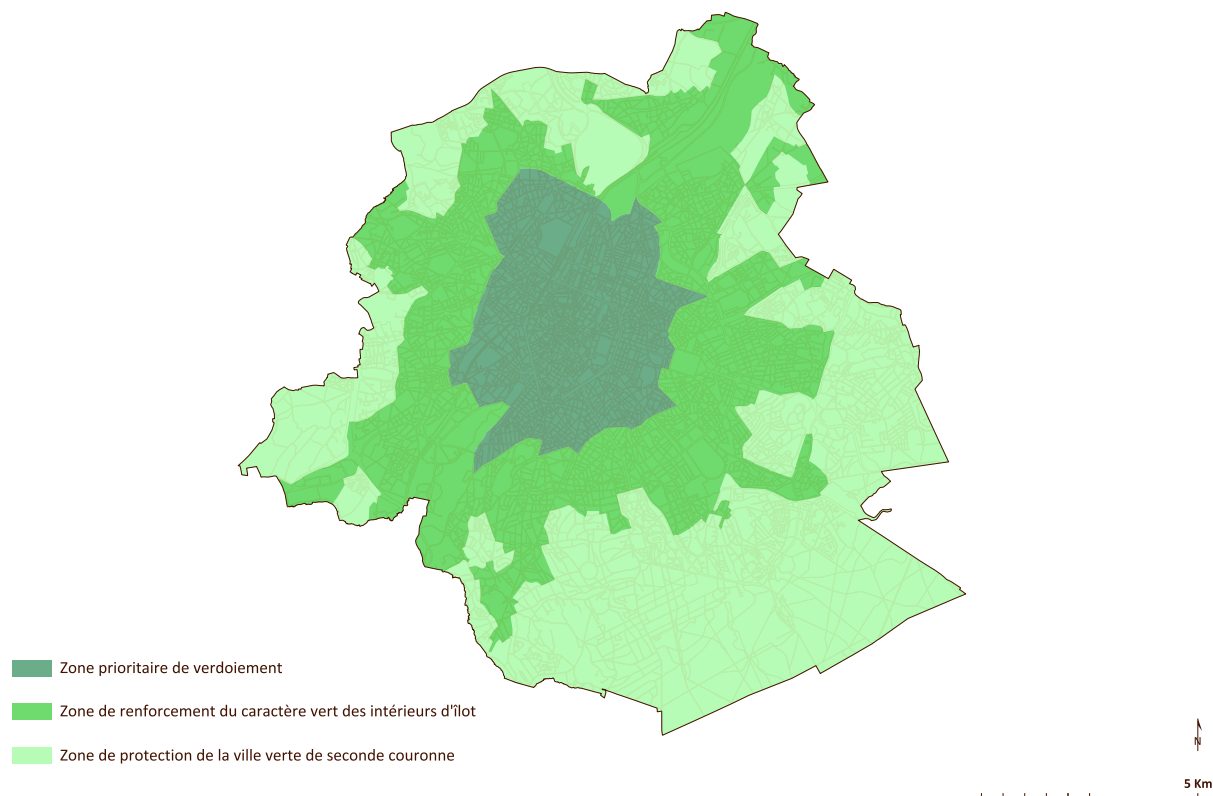 Zone prioritaire de verdoiement
Zone de renforcement du caractère vert des intérieurs d'îlot
Zone de protection de la ville verte de seconde couronne
N
5 Km